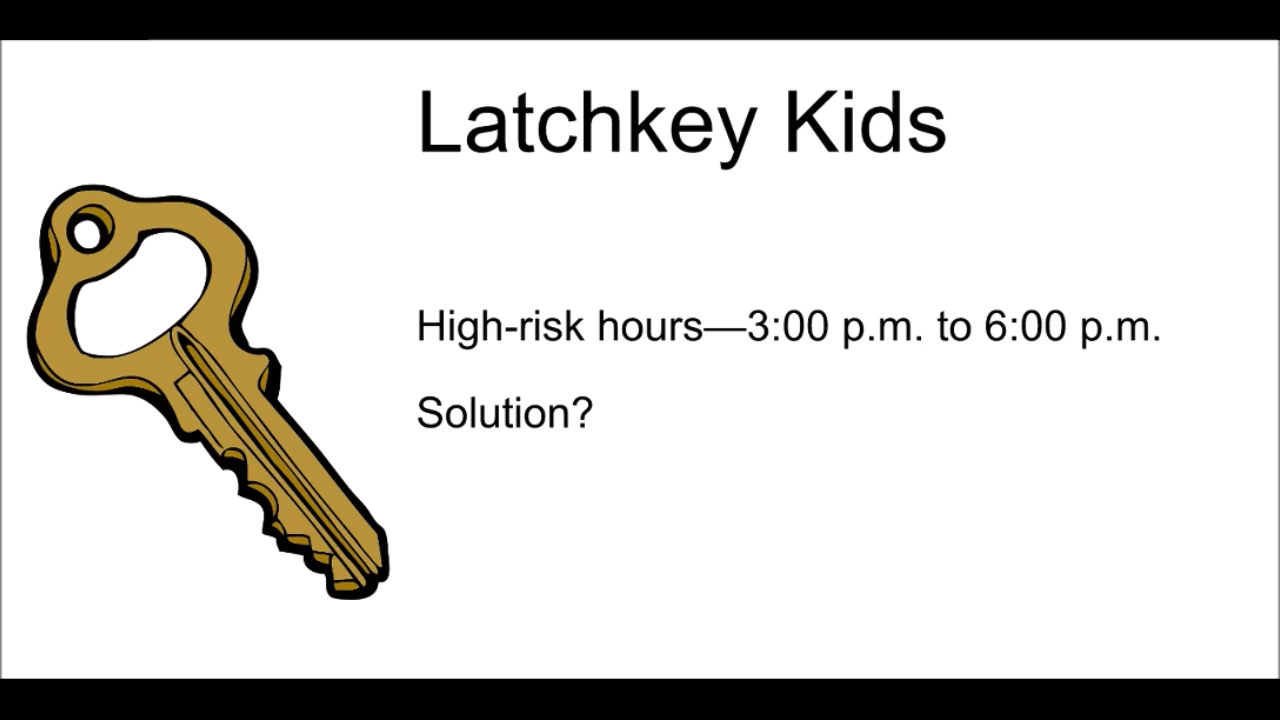 Latchkey Kids
High-risk hours—3:00 p.m. to 6:00 p.m.
Solution?